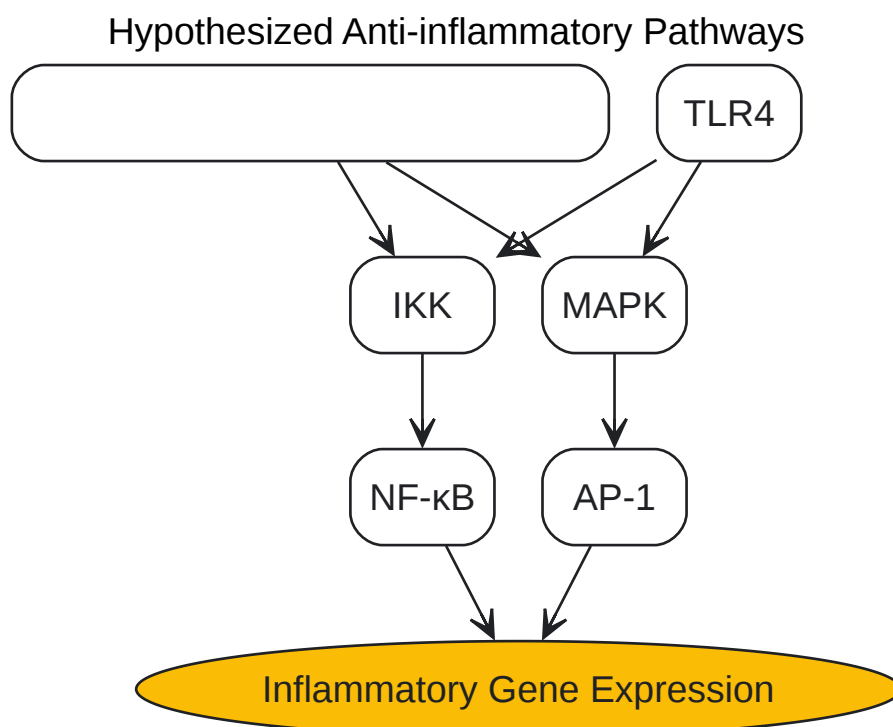 Hypothesized Anti-inflammatory Pathways
TLR4
IKK
MAPK
NF-κB
AP-1
Inflammatory Gene Expression